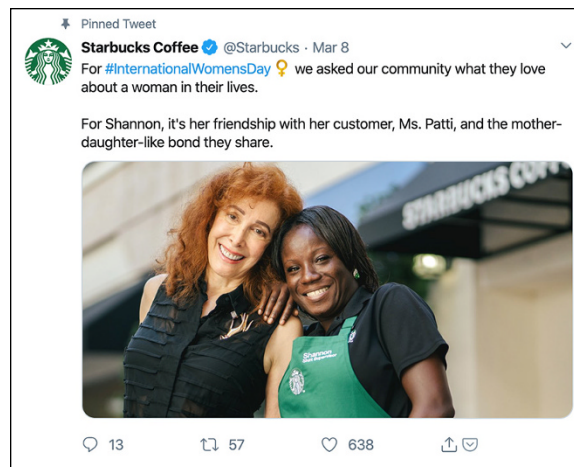 Pinned Tweet
Starbucks Coffee @Starbucks · Mar 8
For #InternationalWomensDay ♀ we asked our community what they love
about a woman in their lives.
For Shannon, it's her friendship with her customer, Ms. Patti, and the mother-
daughter-like bond they share.
STARBUCKS COFFEE
Shannon
13 57 638